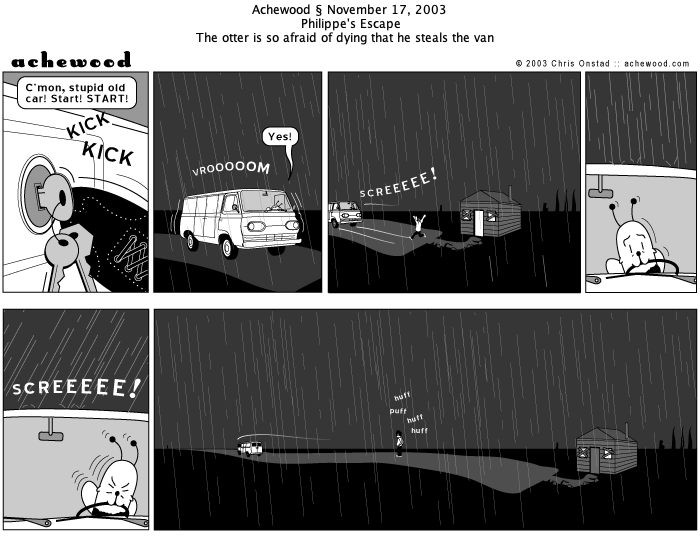 Achewood § November 17, 2003
Philippe's Escape
The otter is so afraid of dying that he steals the van
achewood
© 2003 Chris Onstad :: achewood.com
C'mon, stupid old
car! Start! START!
KICK
KICK
VROOOOOM
Yes!
SCREEEEE!
SCREEEEE!
huff
puff
huff
huff